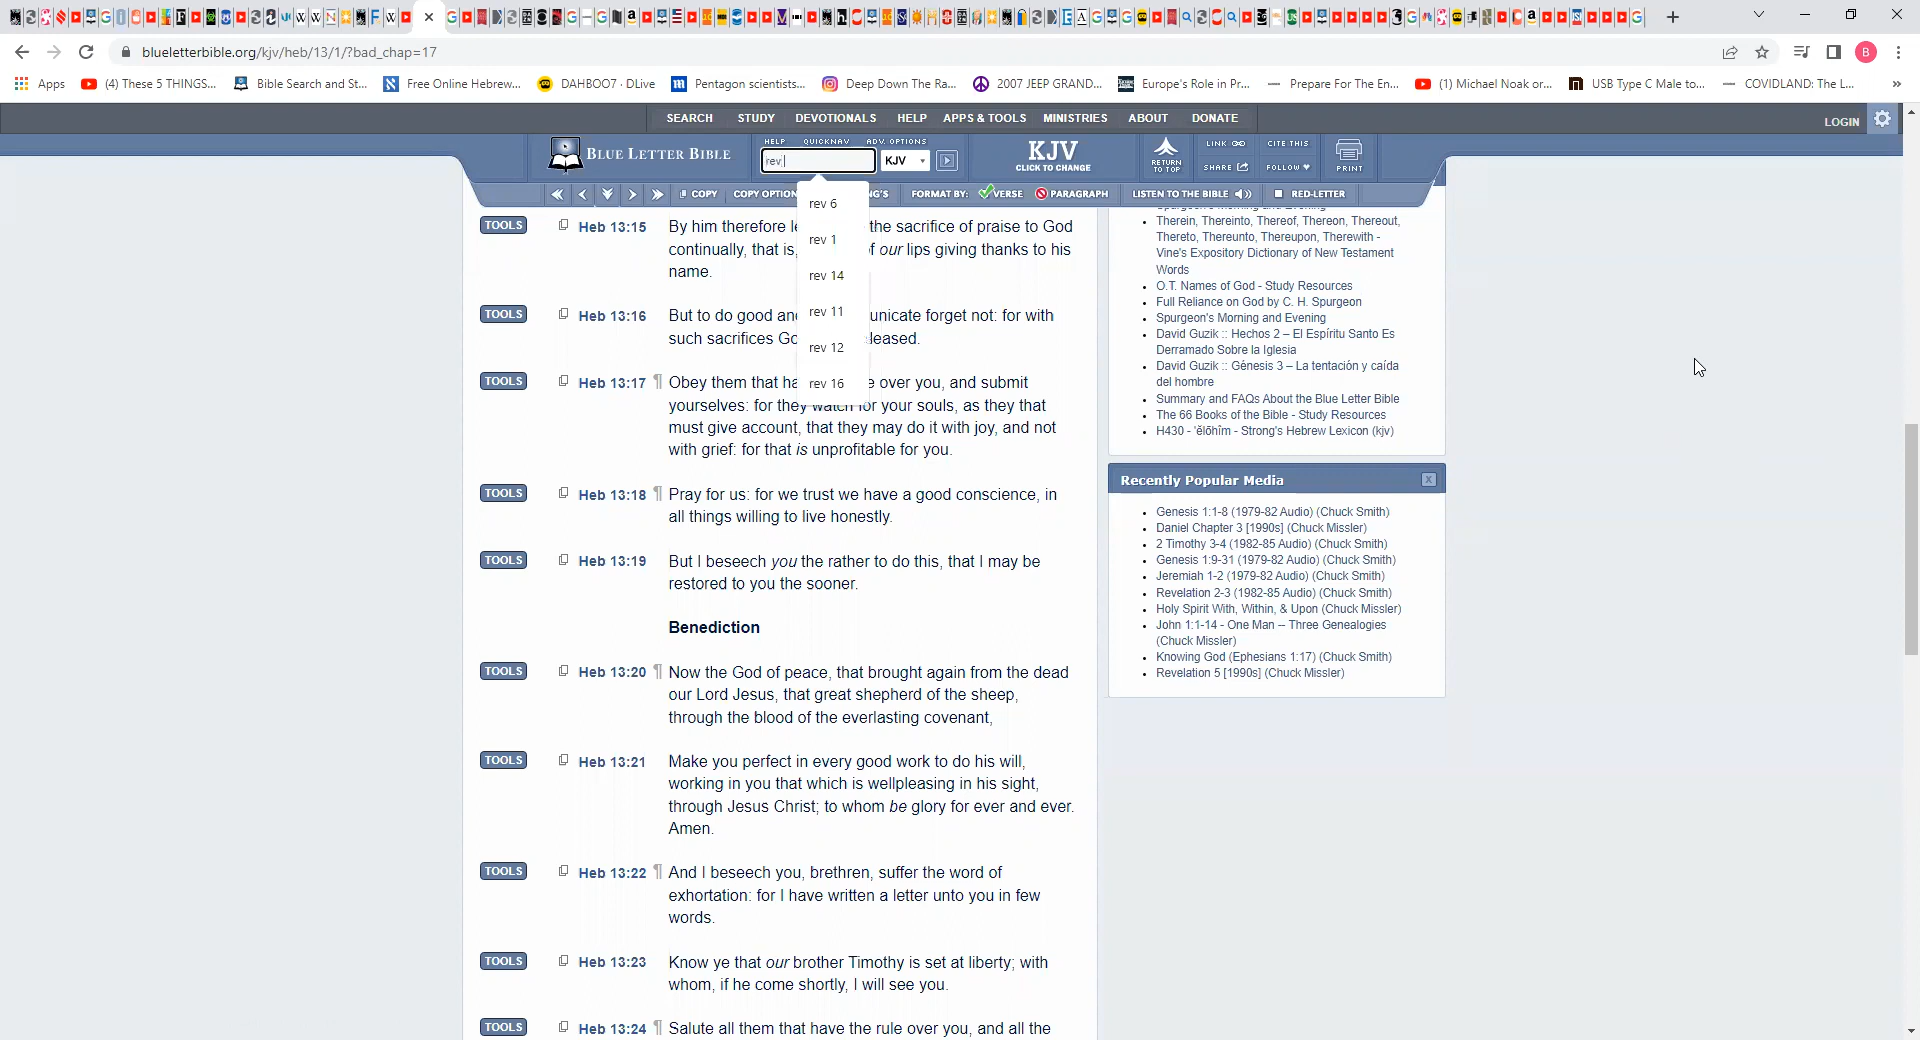 blueletterbible.org/kjv/heb/13/1/?bad_chap=17
B
Apps
(4) These 5 THINGS...
Bible Search and St...
Free Online Hebrew...
DAHBOO7 · DLive
Pentagon scientists...
Deep Down The Ra...
2007 JEEP GRAND...
Europe's Role in Pr...
Prepare For The En...
(1) Michael Noak or...
USB Type C Male to...
COVIDLAND: The L...
SEARCH STUDY DEVOTIONALS HELP APPS & TOOLS MINISTRIES ABOUT DONATE
LOGIN
BLUE LETTER BIBLE
HELP QUICKNAV ADV. OPTIONS
rev
KJV
KJV
CLICK TO CHANGE
RETURN
TO TOP
LINK
CITE THIS
SHARE
FOLLOW
PRINT
COPY
COPY OPTION
G'S
FORMAT BY:
VERSE
PARAGRAPH
LISTEN TO THE BIBLE
RED-LETTER
rev 6
rev 1
rev 14
rev 11
rev 12
rev 16
TOOLS Heb 13:15 By him therefore the sacrifice of praise to God
continually, that is, of our lips giving thanks to his
name.
TOOLS Heb 13:16 But to do good forget not: for with
such sacrifices
TOOLS Heb 13:17 ¶ Obey them that over you, and submit
yourselves: for they watch for your souls, as they that
must give account, that they may do it with joy, and not
with grief: for that is unprofitable for you.
TOOLS Heb 13:18 ¶ Pray for us: for we trust we have a good conscience, in
all things willing to live honestly.
TOOLS Heb 13:19 But I beseech you the rather to do this, that I may be
restored to you the sooner.
Benediction
TOOLS Heb 13:20 ¶ Now the God of peace, that brought again from the dead
our Lord Jesus, that great shepherd of the sheep,
through the blood of the everlasting covenant,
TOOLS Heb 13:21 Make you perfect in every good work to do his will,
working in you that which is wellpleasing in his sight,
through Jesus Christ; to whom be glory for ever and ever.
Amen.
TOOLS Heb 13:22 ¶ And I beseech you, brethren, suffer the word of
exhortation: for I have written a letter unto you in few
words.
TOOLS Heb 13:23 Know ye that our brother Timothy is set at liberty; with
whom, if he come shortly, I will see you.
TOOLS Heb 13:24 ¶ Salute all them that have the rule over you, and all the
Therein, Thereinto, Thereof, Thereon, Thereout,
Thereto, Thereunto, Thereupon, Therewith -
Vine's Expository Dictionary of New Testament
Words
O.T. Names of God - Study Resources
Full Reliance on God by C. H. Spurgeon
Spurgeon's Morning and Evening
David Guzik :: Hechos 2 – El Espíritu Santo Es
Derramado Sobre la Iglesia
David Guzik :: Génesis 3 – La tentación y caída
del hombre
Summary and FAQs About the Blue Letter Bible
The 66 Books of the Bible - Study Resources
H430 - 'ĕlōhîm - Strong's Hebrew Lexicon (kjv)
Recently Popular Media
x
Genesis 1:1-8 (1979-82 Audio) (Chuck Smith)
Daniel Chapter 3 [1990s] (Chuck Missler)
2 Timothy 3-4 (1982-85 Audio) (Chuck Smith)
Genesis 1:9-31 (1979-82 Audio) (Chuck Smith)
Jeremiah 1-2 (1979-82 Audio) (Chuck Smith)
Revelation 2-3 (1982-85 Audio) (Chuck Smith)
Holy Spirit With, Within, & Upon (Chuck Missler)
John 1:1-14 - One Man -- Three Genealogies
(Chuck Missler)
Knowing God (Ephesians 1:17) (Chuck Smith)
Revelation 5 [1990s] (Chuck Missler)